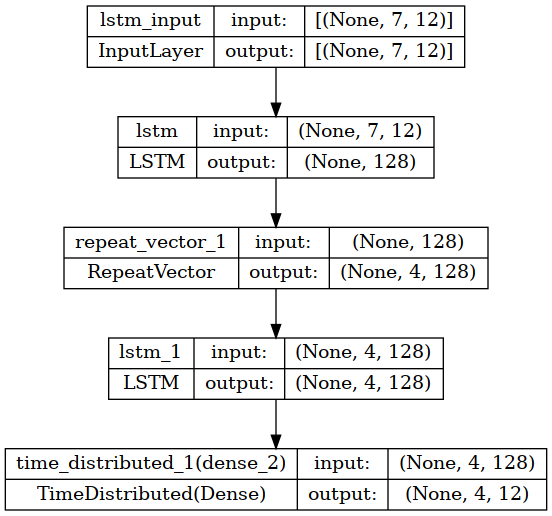 lstm_input input: [(None, 7, 12)]
InputLayer output: [(None, 7, 12)]
lstm input: (None, 7, 12)
LSTM output: (None, 128)
repeat_vector_1 input: (None, 128)
RepeatVector output: (None, 4, 128)
lstm_1 input: (None, 4, 128)
LSTM output: (None, 4, 128)
time_distributed_1(dense_2) input: (None, 4, 128)
TimeDistributed(Dense) output: (None, 4, 12)